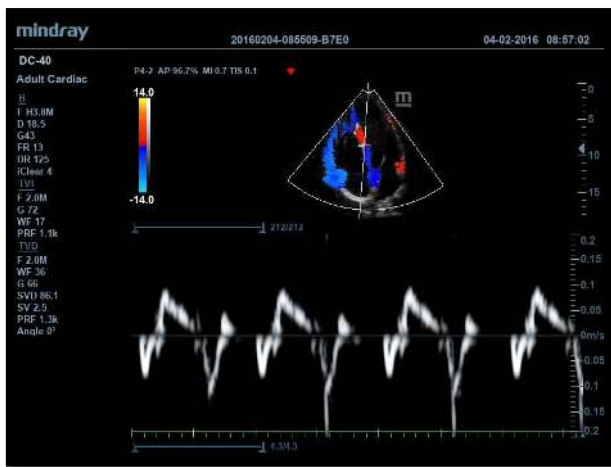 mindray
20160204-085509-B7E0 04-02-2016 08:57:02
DC-40
Adult Cardiac
P4-2 AP 96.7% MI 0.7 TIS 0.1
B
F H3.8M
D 18.5
G43
FR 13
DR 125
iClear 4
TVI
F 2.0M
G 72
WF 17
PRF 1.1k
TVD
F 2.0M
WF 36
G 66
SVD 86.1
SV 2.5
PRF 1.3k
Angle 0°
14.0
-14.0
m
0
5
10
15
212/212
0.2
0.15
0.1
0.05
0m/s
0.05
0.1
0.15
0.2
4.3/4.3